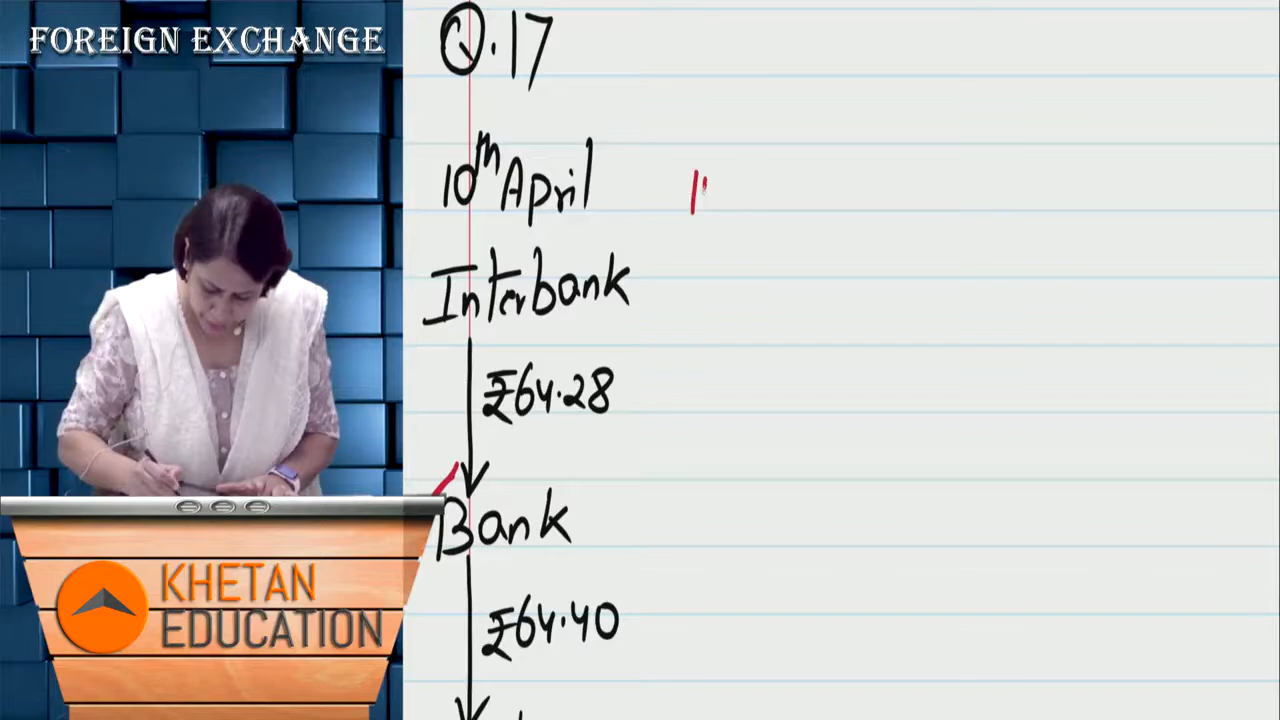 FOREIGN EXCHANGE
Q.17
10th April
Interbank
₹64.28
Bank
₹64.40
KHETAN
EDUCATION